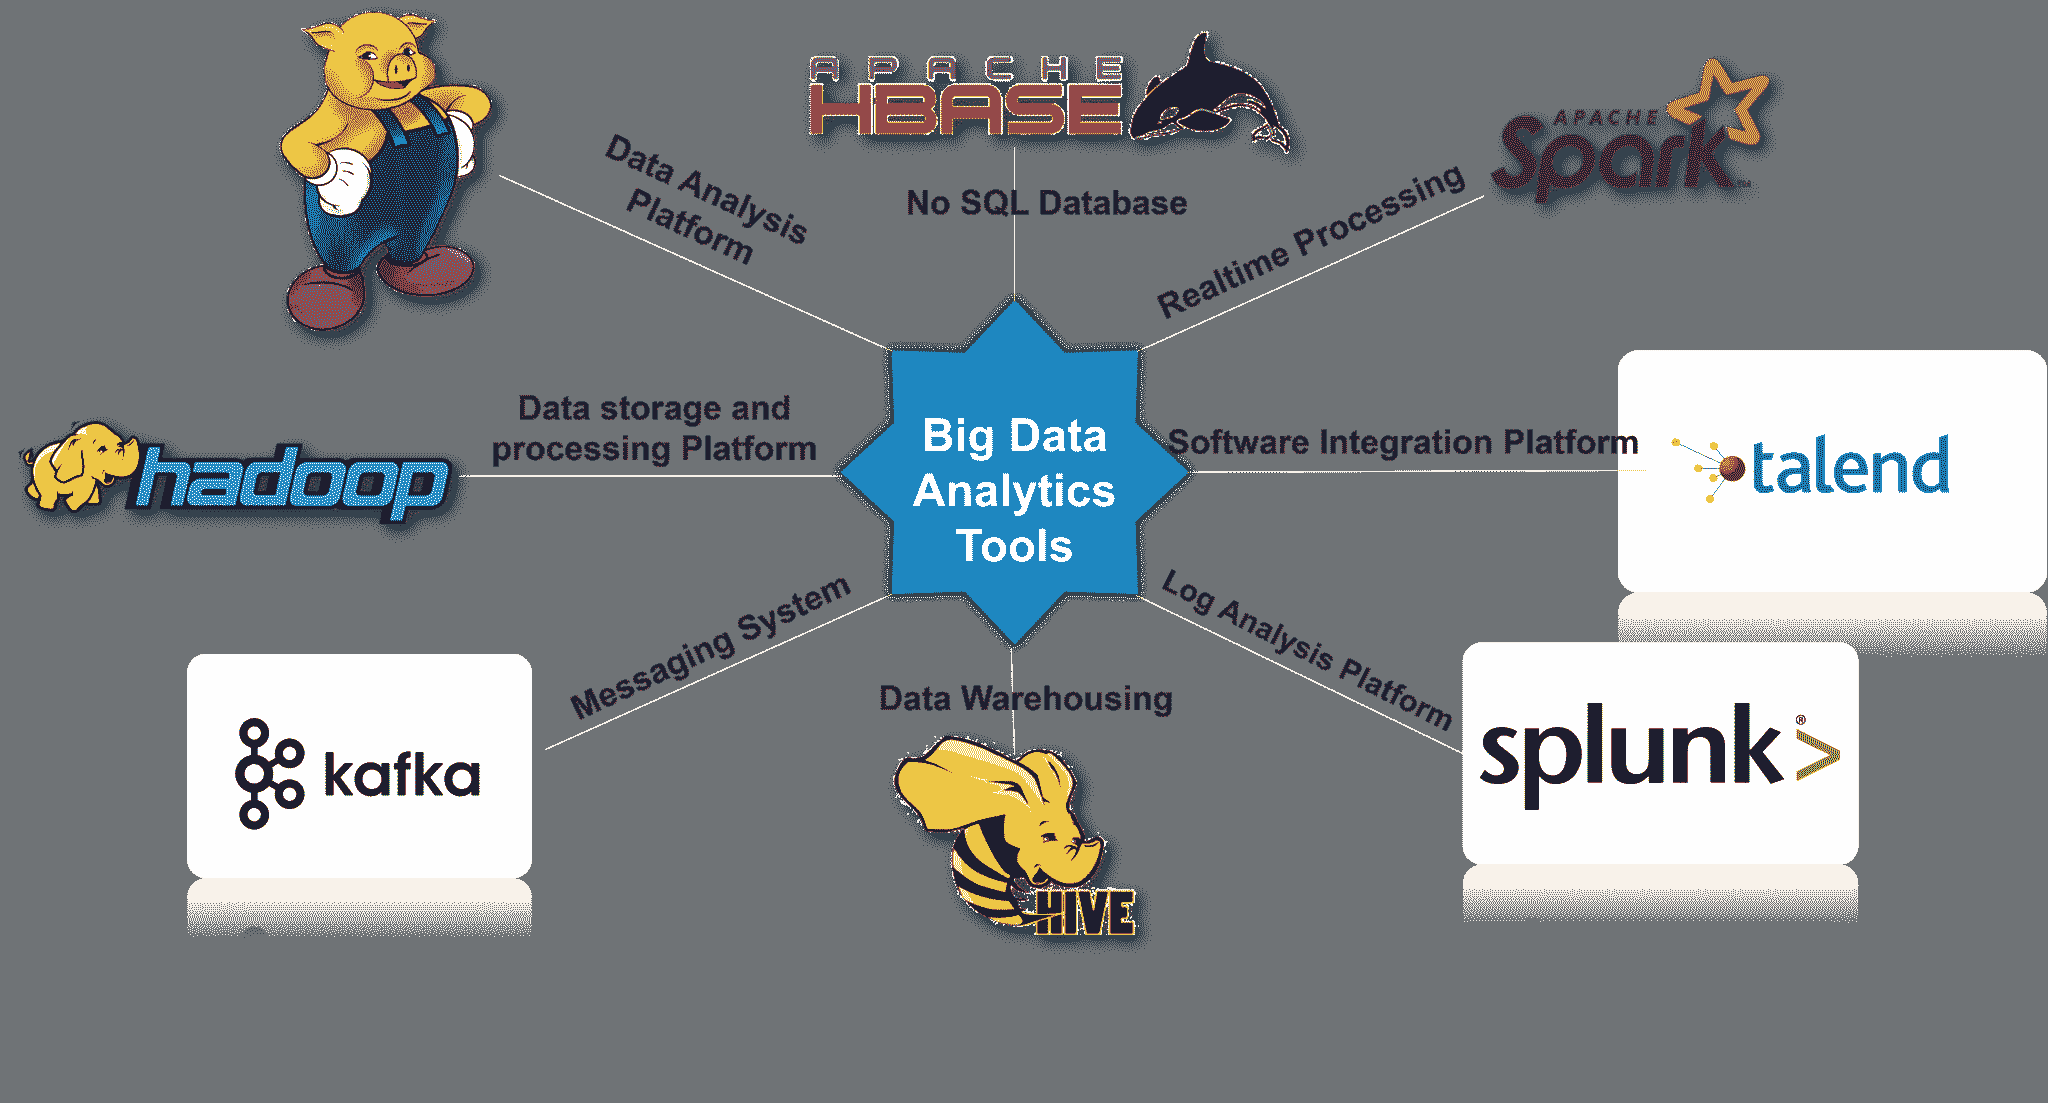 APACHE
HBASE
APACHE
Spark™
Data Analysis
Platform
No SQL Database
Realtime Processing
hadoop
Data storage and
processing Platform
Big Data
Analytics
Tools
Software Integration Platform
talend
Messaging System
Log Analysis Platform
Data Warehousing
kafka
splunk>®
HIVE